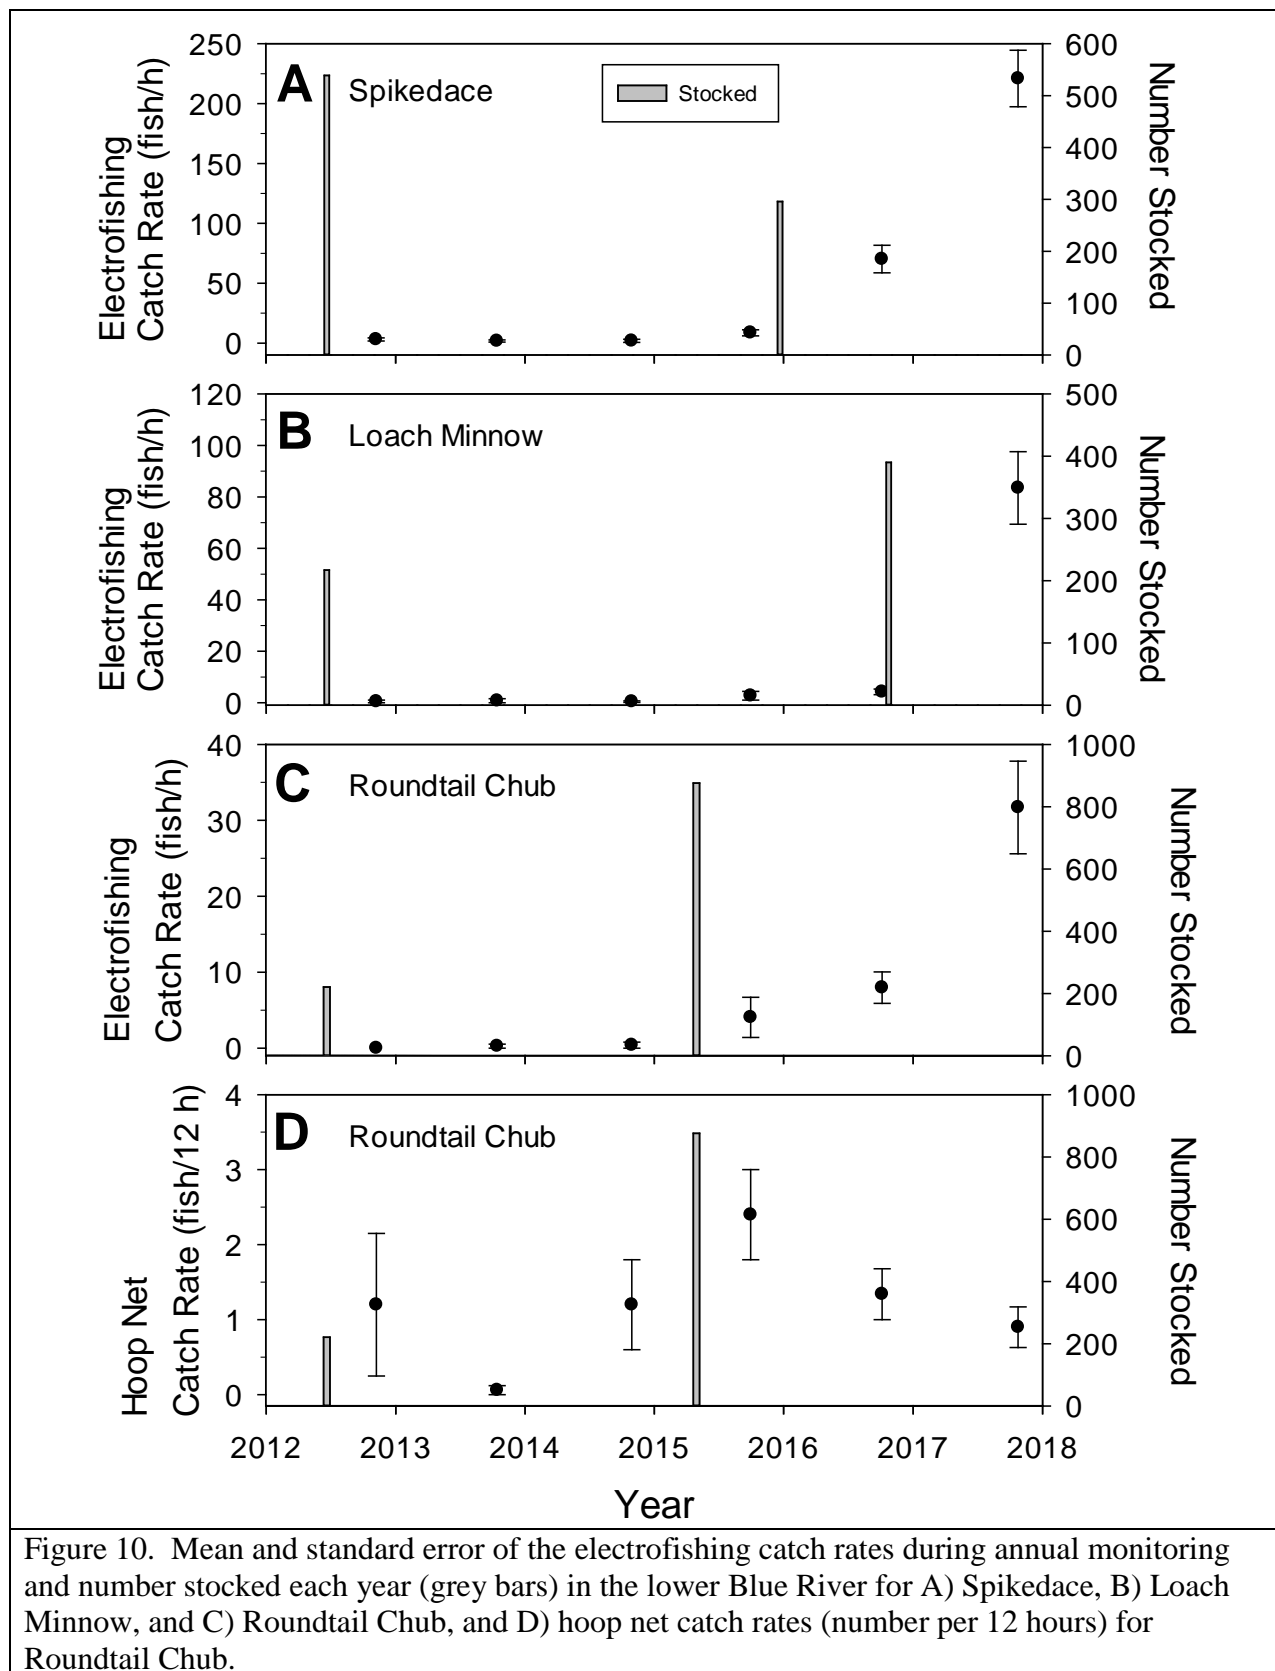 A Spikedace
Stocked
Electrofishing
Catch Rate (fish/h)
250
200
150
100
50
0
600
500
400
300
200
100
0
Number Stocked
B Loach Minnow
Electrofishing
Catch Rate (fish/h)
120
100
80
60
40
20
0
500
400
300
200
100
0
Number Stocked
C Roundtail Chub
Electrofishing
Catch Rate (fish/h)
40
30
20
10
0
1000
800
600
400
200
0
Number Stocked
D Roundtail Chub
Hoop Net
Catch Rate (fish/12 h)
4
3
2
1
0
1000
800
600
400
200
0
Number Stocked
2012 2013 2014 2015 2016 2017 2018
Year
Figure 10. Mean and standard error of the electrofishing catch rates during annual monitoring
and number stocked each year (grey bars) in the lower Blue River for A) Spikedace, B) Loach
Minnow, and C) Roundtail Chub, and D) hoop net catch rates (number per 12 hours) for
Roundtail Chub.